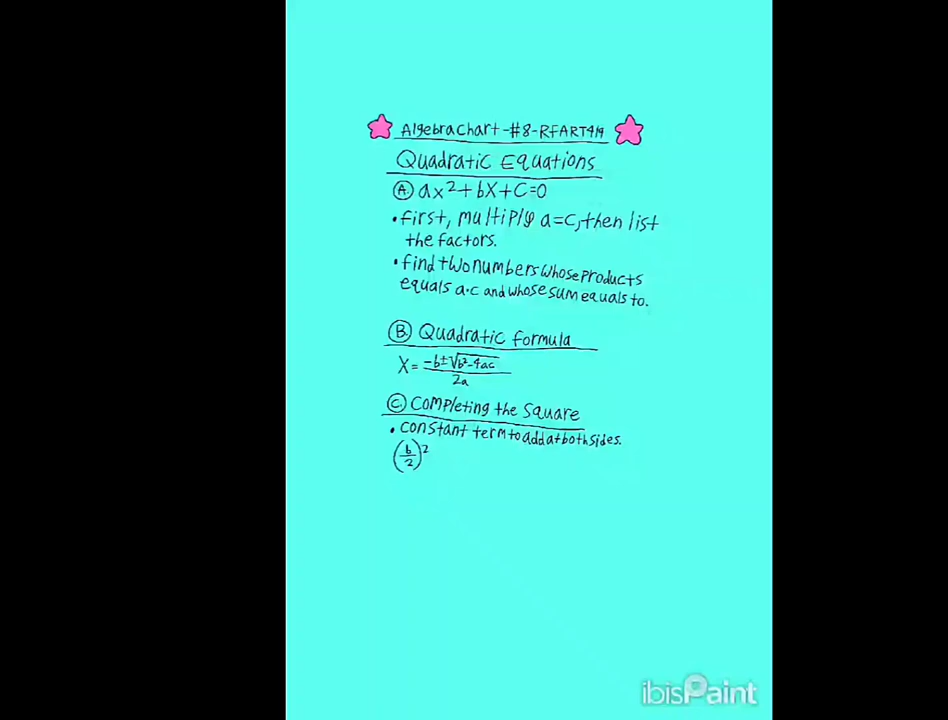 Algebra Chart-#8-RFART414
Quadratic Equations
A. ax²+bX+C=0
•first, multiply a=c, then list
the factors.
•find two numbers whose products
equals a·c and whose sum equals to.
B. Quadratic formula
X= -b±√b²-4ac
2a
C. Completing the Square
•constant term to add at both sides.
(b/2)²
ibisPaint